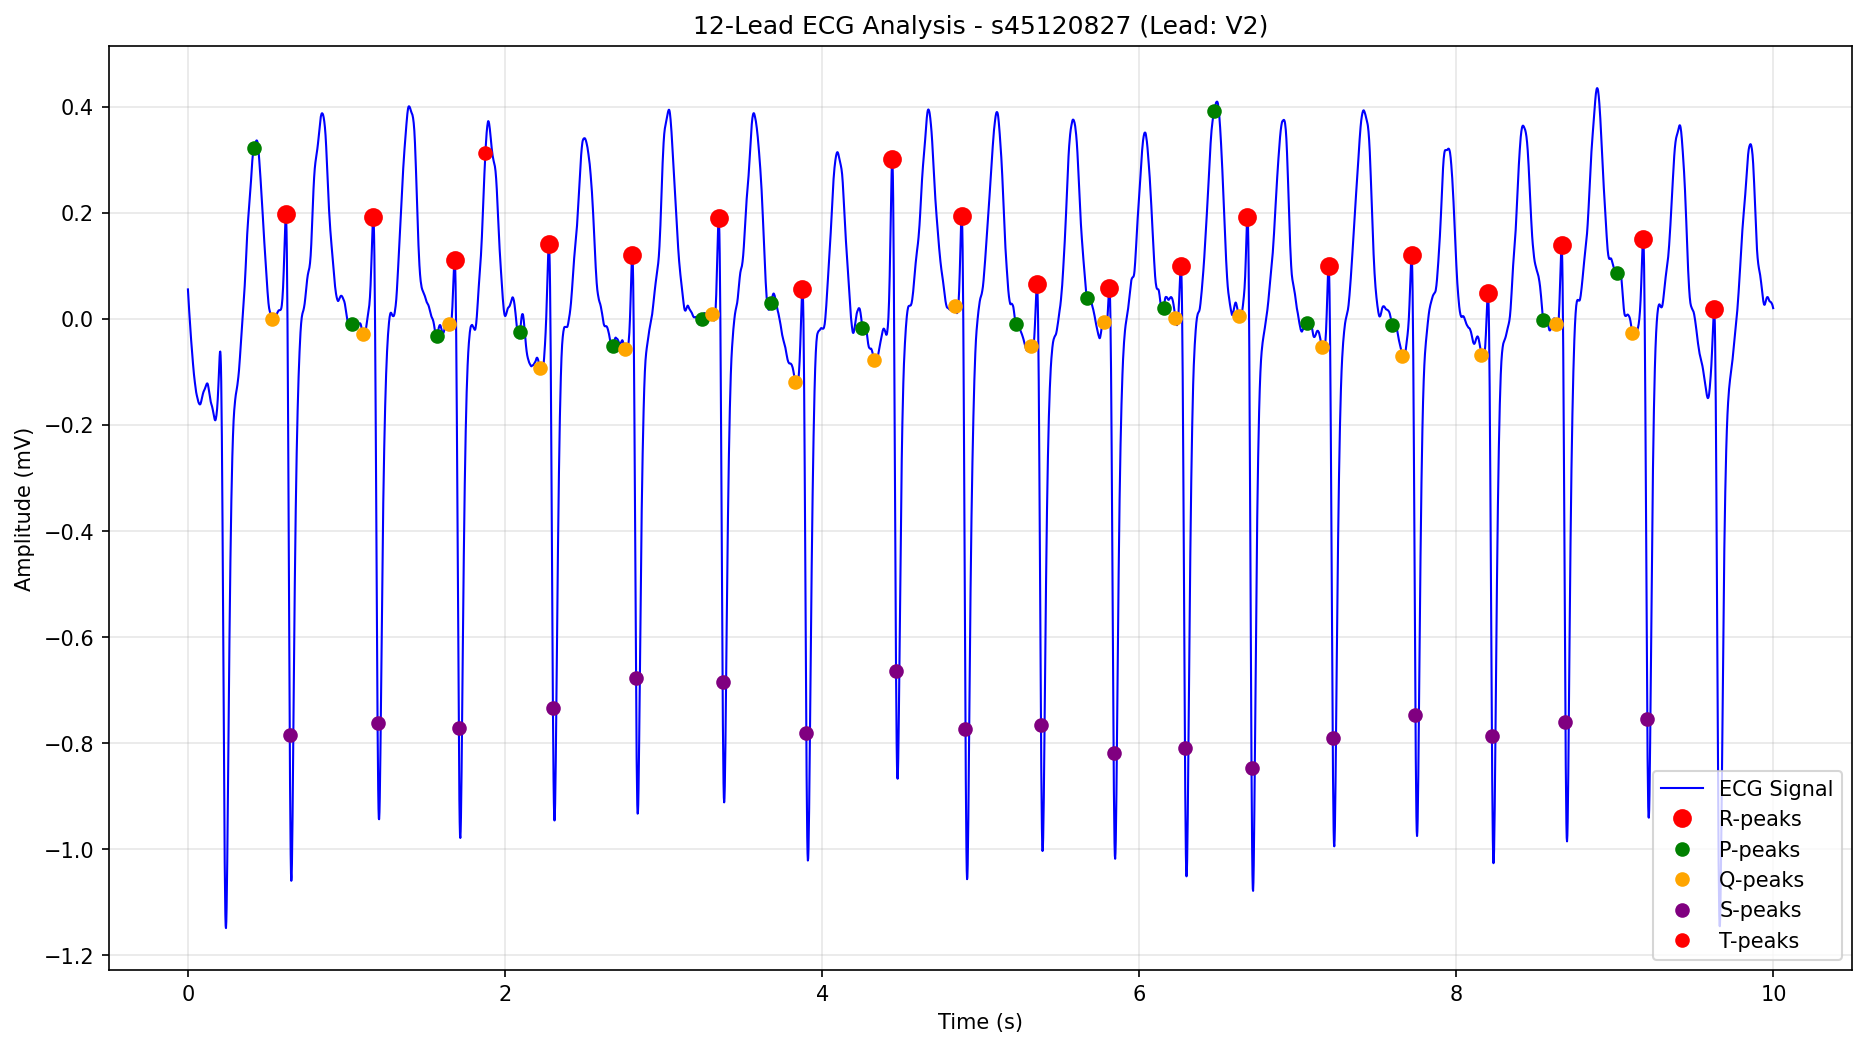 12-Lead ECG Analysis - s45120827 (Lead: V2)
Amplitude (mV)
0.4
0.2
0.0
−0.2
−0.4
−0.6
−0.8
−1.0
−1.2
ECG Signal
R-peaks
P-peaks
Q-peaks
S-peaks
T-peaks
0 2 4 6 8 10
Time (s)